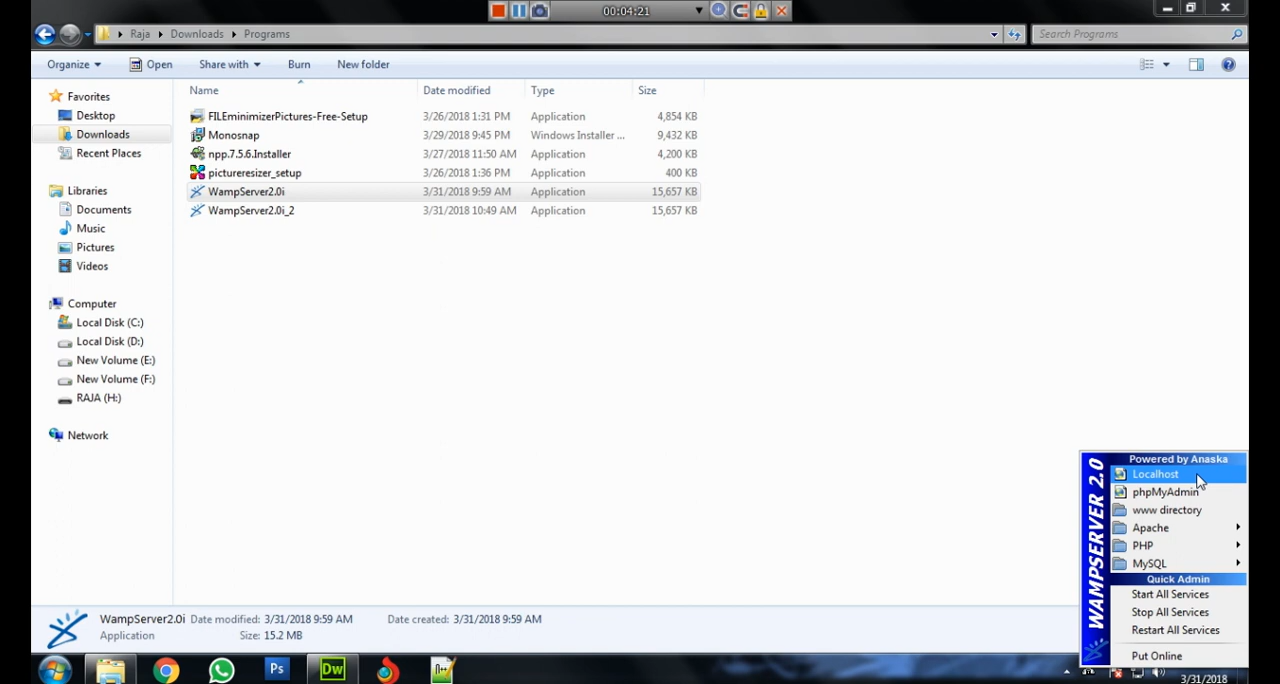 00:04:21
Raja
Downloads
Programs
Search Programs
Organize
Open
Share with
Burn
New folder
Name
Date modified
Type
Size
FILEminimizerPictures-Free-Setup 3/26/2018 1:31 PM Application 4,854 KB
Monosnap 3/29/2018 9:45 PM Windows Installer ... 9,432 KB
npp.7.5.6.Installer 3/27/2018 11:50 AM Application 4,200 KB
pictureresizer_setup 3/26/2018 1:36 PM Application 400 KB
WampServer2.0i 3/31/2018 9:59 AM Application 15,657 KB
WampServer2.0i_2 3/31/2018 10:49 AM Application 15,657 KB
Favorites
Desktop
Downloads
Recent Places
Libraries
Documents
Music
Pictures
Videos
Computer
Local Disk (C:)
Local Disk (D:)
New Volume (E:)
New Volume (F:)
RAJA (H:)
Network
WAMPSERVER 2.0
Powered by Anaska
Localhost
phpMyAdmin
www directory
Apache
PHP
MySQL
Quick Admin
Start All Services
Stop All Services
Restart All Services
Put Online
WampServer2.0i Date modified: 3/31/2018 9:59 AM Date created: 3/31/2018 9:59 AM
Application Size: 15.2 MB
Ps
Dw
3/31/2018